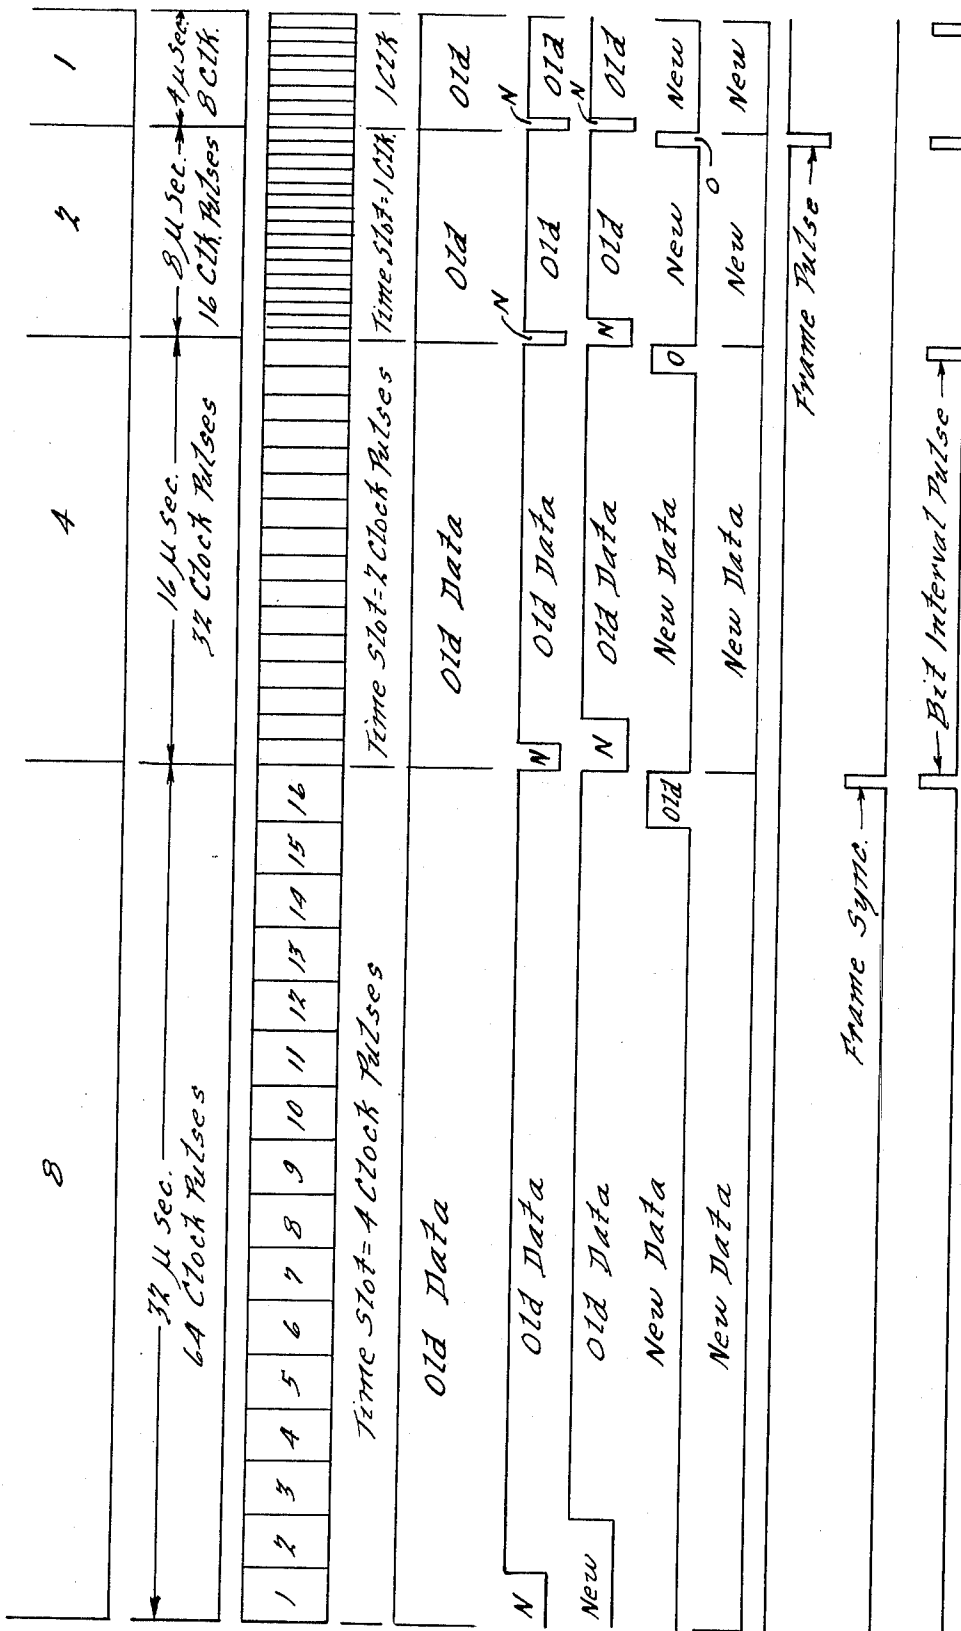 8 4 2 1
32 μ Sec. 16 μ Sec. 8 μ Sec. 4 μ Sec.
64 Clock Pulses 32 Clock Pulses 16 Clk Pulses 8 Clk.
1 2 3 4 5 6 7 8 9 10 11 12 13 14 15 16
Time Slot=4 Clock Pulses Time Slot=2 Clock Pulses Time Slot=1 Clk 1 Clk
Old Data Old Data Old Old
N Old Data N Old Data N Old N Old
New Old Data N Old Data N Old N Old
New Data Old New Data O New O New
New Data New Data New New
Frame Pulse
Frame Sync.
Bit Interval Pulse